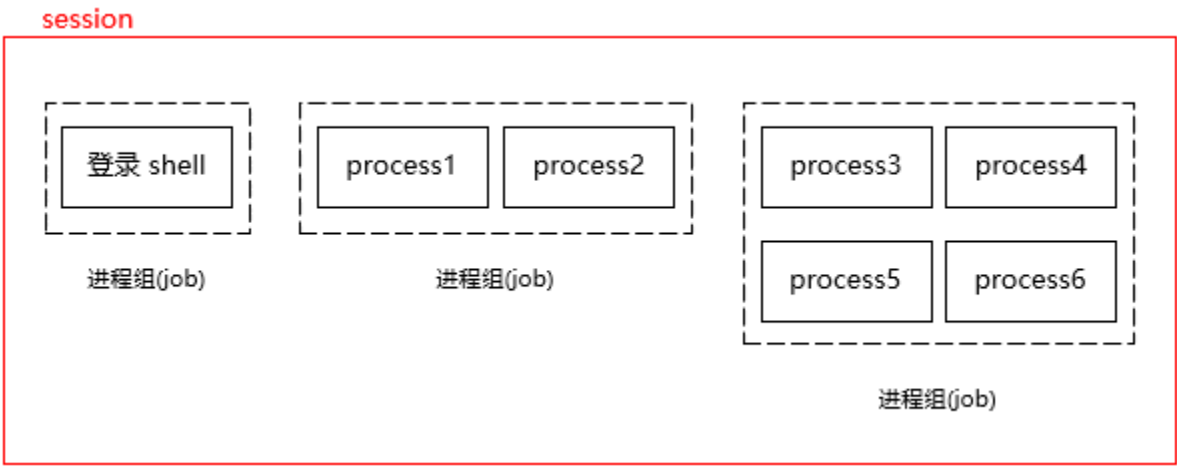 session
登录 shell
process1
process2
process3
process4
进程组(job)
进程组(job)
process5
process6
进程组(job)